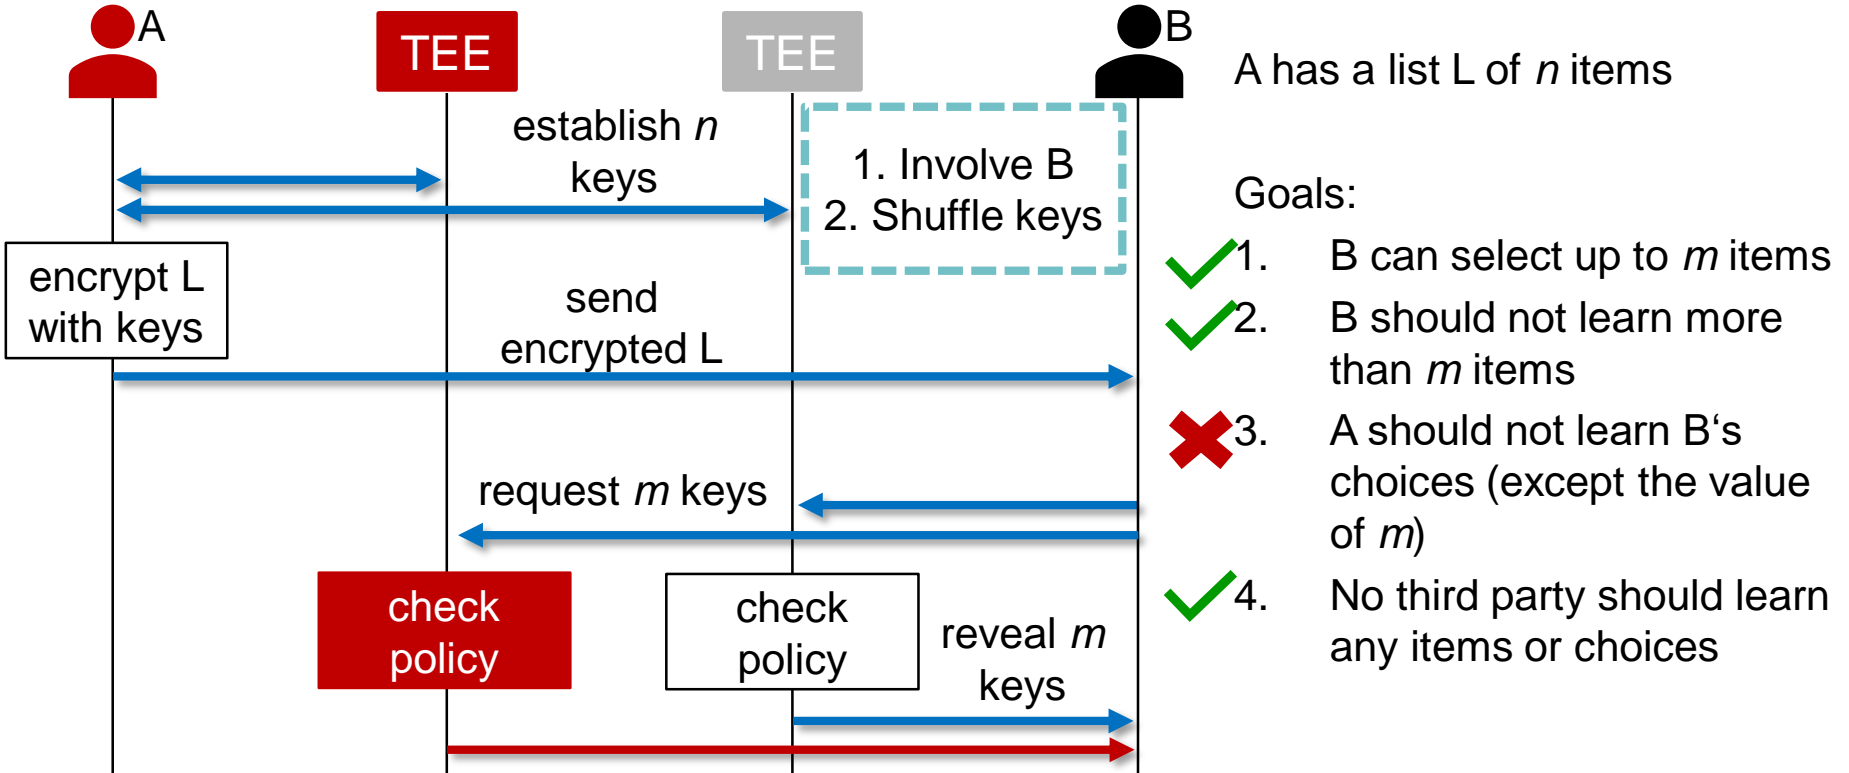 A
TEE
TEE
B
A has a list L of n items
establish n
keys
1. Involve B
2. Shuffle keys
Goals:
encrypt L
with keys
send
encrypted L
1. B can select up to m items
2. B should not learn more
than m items
3. A should not learn B‘s
choices (except the value
of m)
request m keys
4. No third party should learn
any items or choices
check
policy
check
policy
reveal m
keys